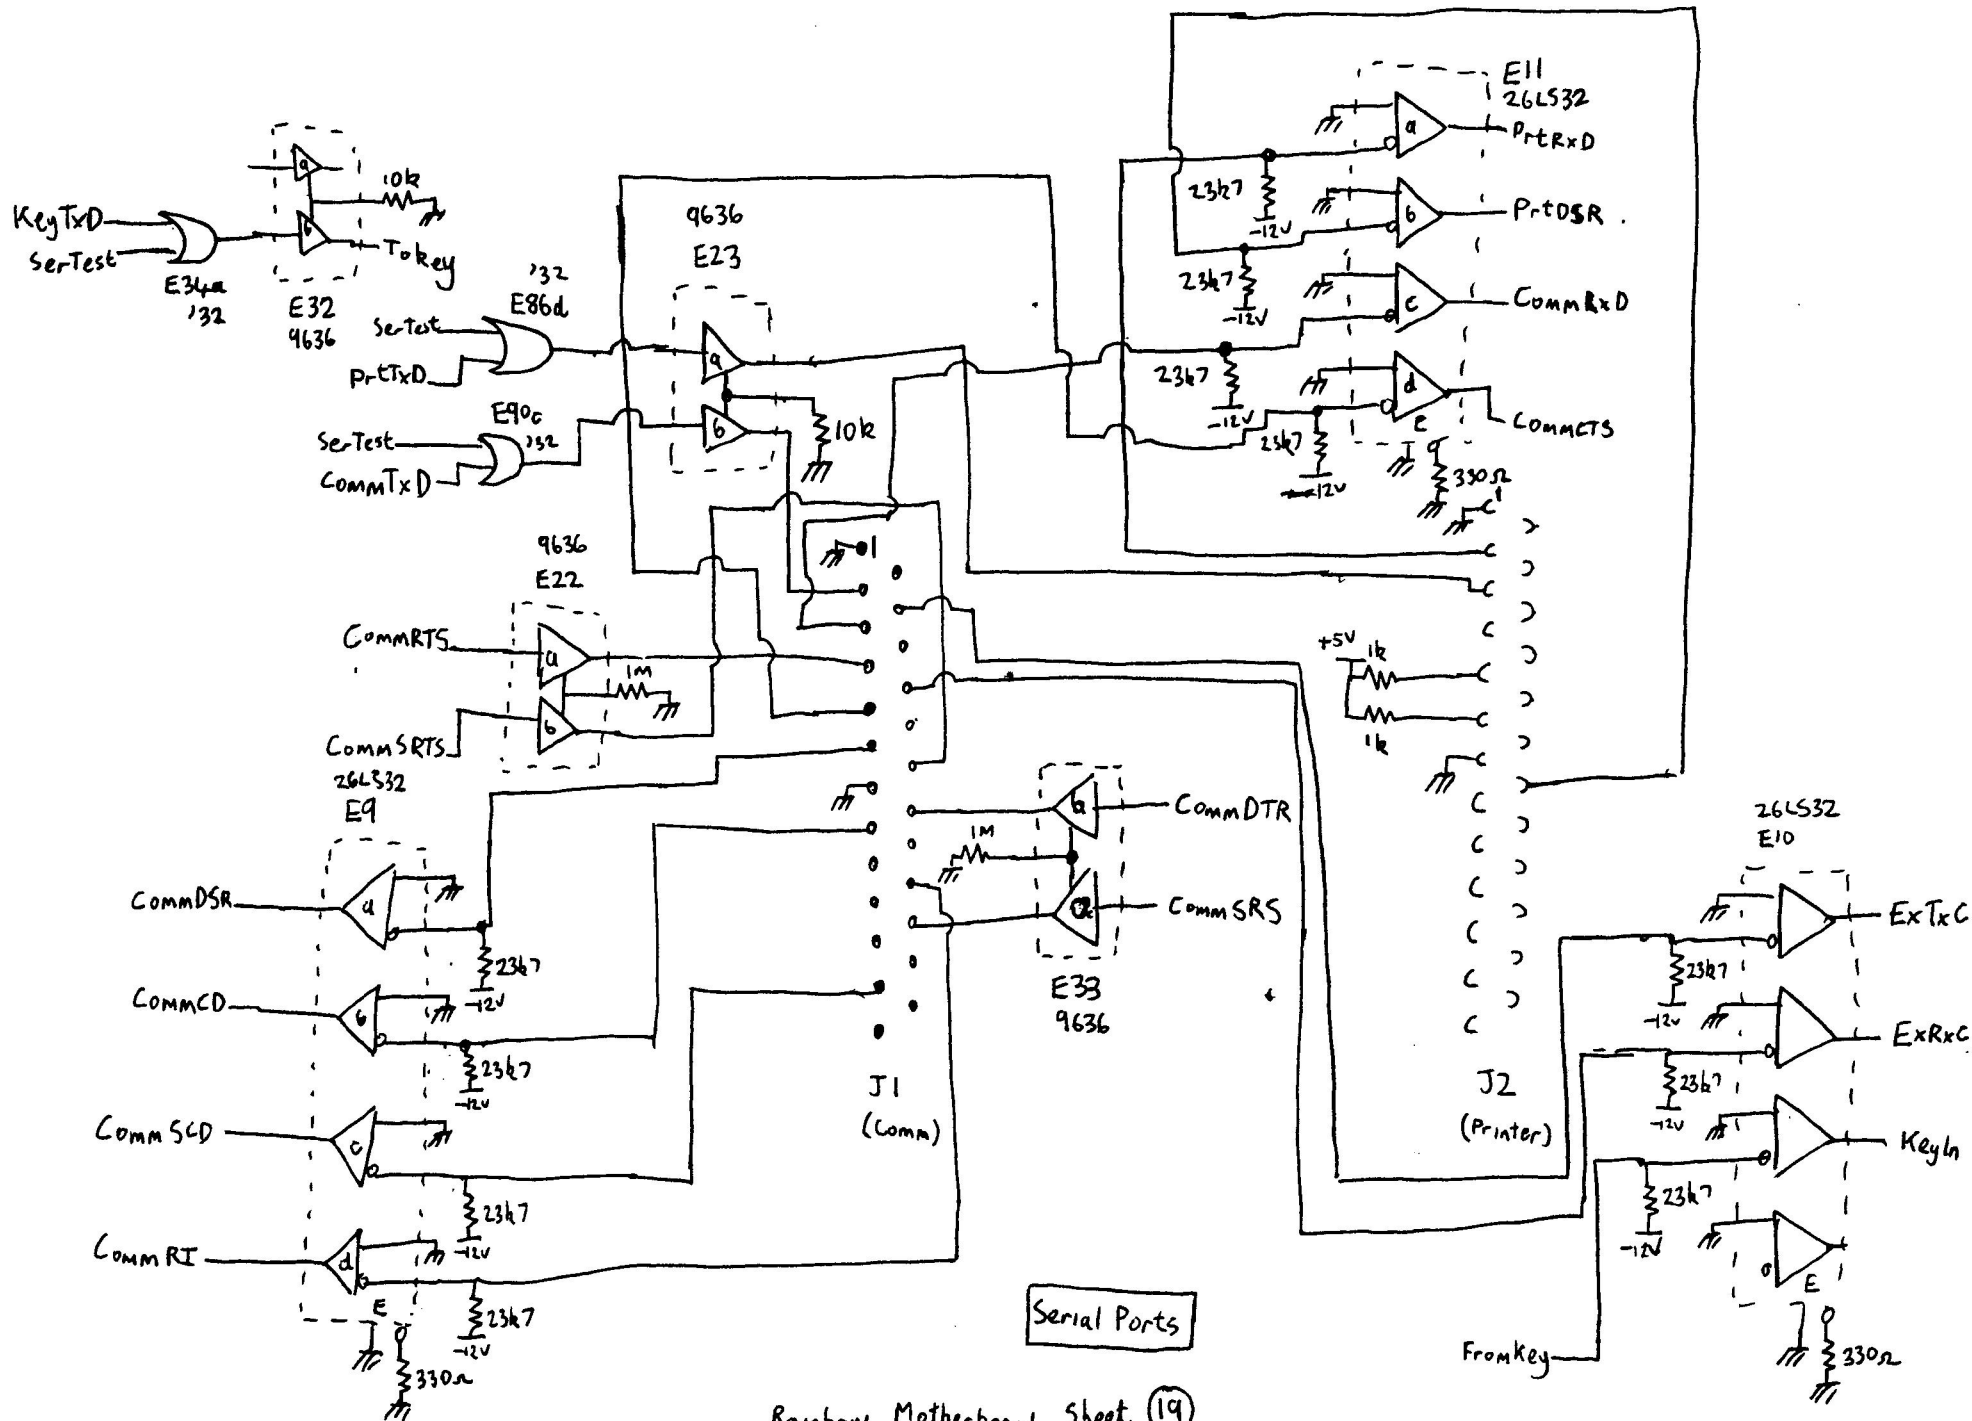 E11
26LS32
a
PrtRxD
23k7
-12V
b
PrtDSR
23k7
-12V
c
CommRxD
23k7
-12V
d
CommCTS
23k7
-12V
E
330Ω
a
10k
KeyTxD
SerTest
b
ToKey
E34a
'32
E32
9636
9636
E23
'32
E86d
SerTest
PrtTxD
a
E90c
'32
SerTest
CommTxD
b
10k
9636
E22
CommRTS
a
1M
CommSRTS
b
26LS32
E9
CommDSR
a
23k7
-12V
CommCD
b
23k7
-12V
CommSCD
c
23k7
-12V
CommRI
d
23k7
-12V
E
330Ω
1
J1
(Comm)
CommDTR
1M
CommSRS
E33
9636
1
+5V
1k
1k
J2
(Printer)
26LS32
E10
ExTxC
23k7
-12V
ExRxC
23k7
-12V
KeyIn
23k7
-12V
E
FromKey
330Ω
Serial Ports
Rainbow Motherboard Sheet 19